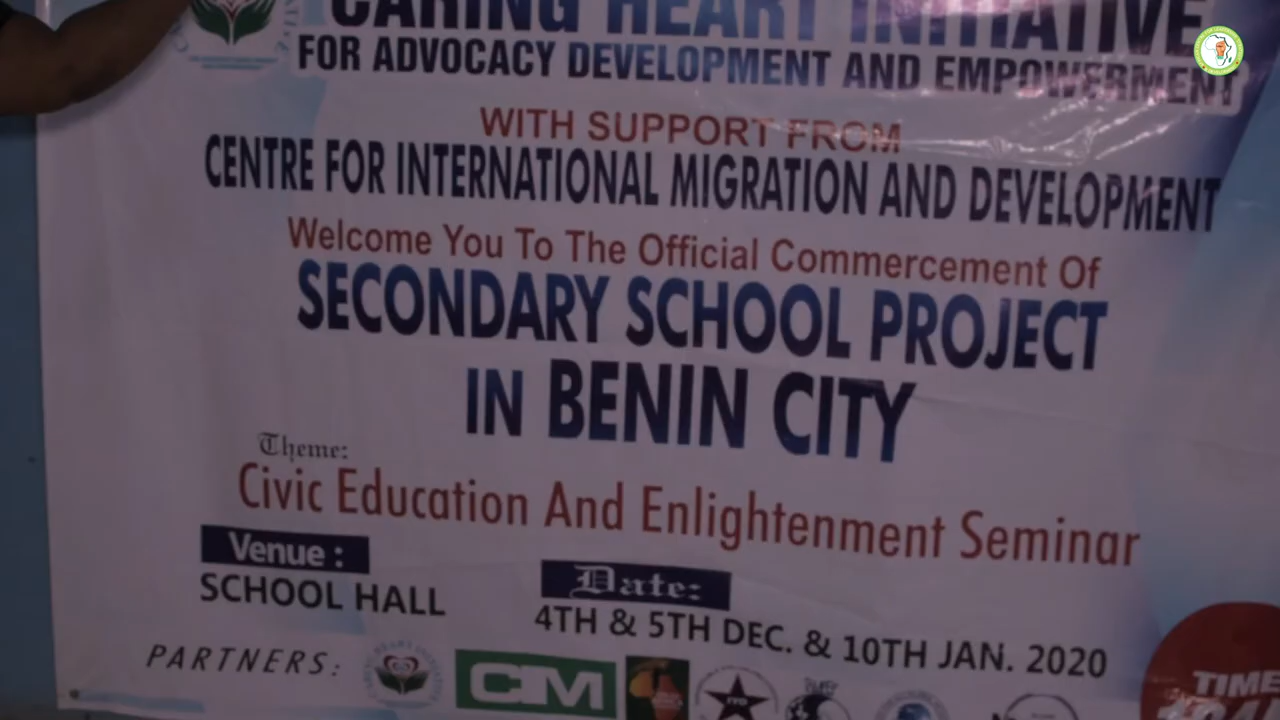 CARING HEART INITIATIVE
FOR ADVOCACY DEVELOPMENT AND EMPOWERMENT
WITH SUPPORT FROM
CENTRE FOR INTERNATIONAL MIGRATION AND DEVELOPMENT
Welcome You To The Official Commercement Of
SECONDARY SCHOOL PROJECT
IN BENIN CITY
Theme:
Civic Education And Enlightenment Seminar
Venue :
SCHOOL HALL
Date:
4TH & 5TH DEC. & 10TH JAN. 2020
PARTNERS:
CIM
TIME